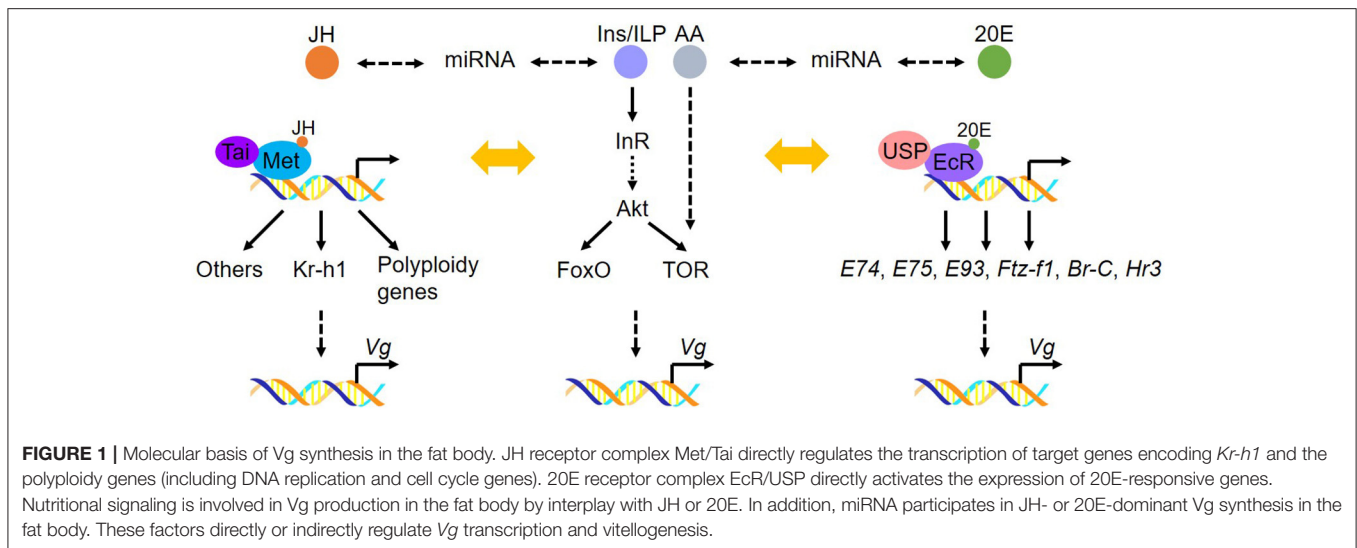 JH
Ins/ILP AA
20E
miRNA
miRNA
JH
Tai
Met
InR
20E
USP
EcR
Akt
Others
Kr-h1
Polyploidy
genes
FoxO
TOR
E74, E75, E93, Ftz-f1, Br-C, Hr3
Vg
Vg
Vg
FIGURE 1 | Molecular basis of Vg synthesis in the fat body. JH receptor complex Met/Tai directly regulates the transcription of target genes encoding Kr-h1 and the
polyploidy genes (including DNA replication and cell cycle genes). 20E receptor complex EcR/USP directly activates the expression of 20E-responsive genes.
Nutritional signaling is involved in Vg production in the fat body by interplay with JH or 20E. In addition, miRNA participates in JH- or 20E-dominant Vg synthesis in the
fat body. These factors directly or indirectly regulate Vg transcription and vitellogenesis.